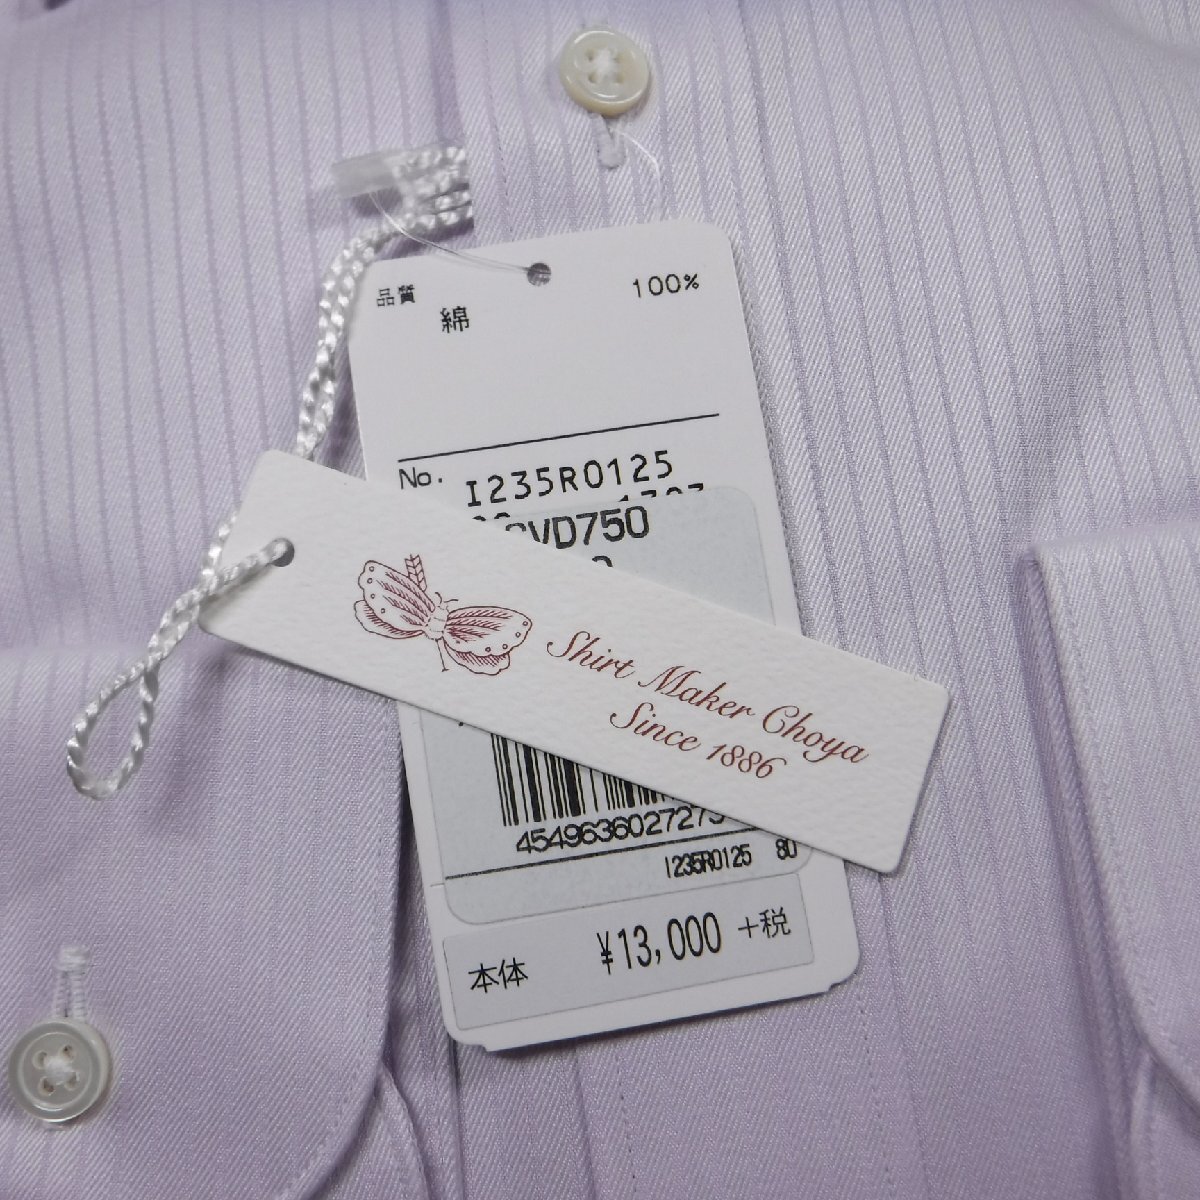 品質
綿 100%
No. I235R0125
VD750
Shirt Maker Choya
Since 1886
454963602727
I235R0125 80
本体 ¥13,000 +税